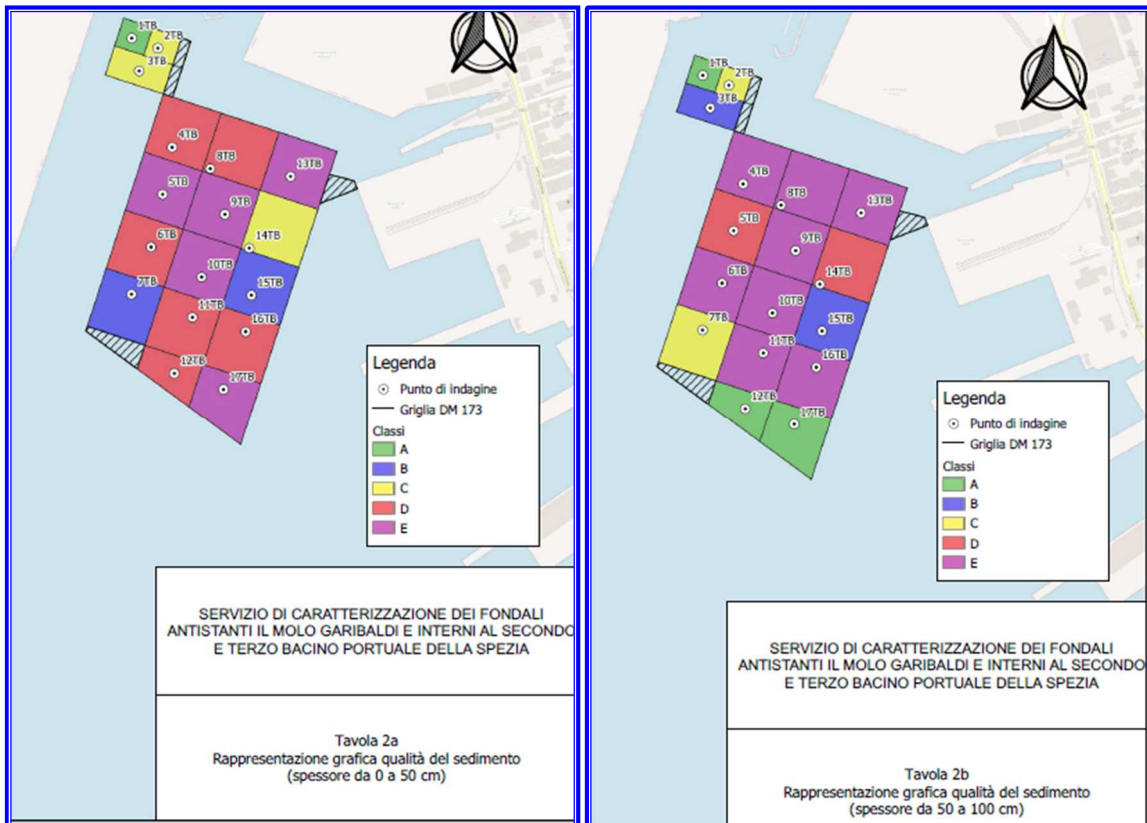 1TB
2TB
3TB
4TB
8TB
13TB
5TB
9TB
14TB
6TB
10TB
7TB
15TB
11TB
16TB
12TB
17TB
Legenda
Punto di indagine
Griglia DM 173
Classi
A
B
C
D
E
SERVIZIO DI CARATTERIZZAZIONE DEI FONDALI
ANTISTANTI IL MOLO GARIBALDI E INTERNI AL SECONDO
E TERZO BACINO PORTUALE DELLA SPEZIA
Tavola 2a
Rappresentazione grafica qualità del sedimento
(spessore da 0 a 50 cm)
1TB
2TB
3TB
4TB
8TB
13TB
5TB
9TB
14TB
6TB
10TB
7TB
15TB
11TB
16TB
12TB
17TB
Legenda
Punto di indagine
Griglia DM 173
Classi
A
B
C
D
E
SERVIZIO DI CARATTERIZZAZIONE DEI FONDALI
ANTISTANTI IL MOLO GARIBALDI E INTERNI AL SECONDO
E TERZO BACINO PORTUALE DELLA SPEZIA
Tavola 2b
Rappresentazione grafica qualità del sedimento
(spessore da 50 a 100 cm)